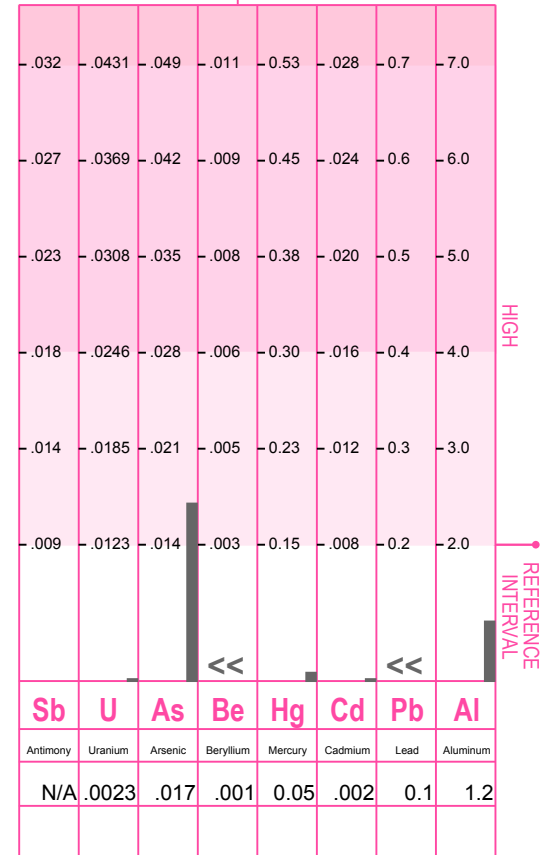 .032 .0431 .049 .011 0.53 .028 0.7 7.0
.027 .0369 .042 .009 0.45 .024 0.6 6.0
.023 .0308 .035 .008 0.38 .020 0.5 5.0
HIGH
.018 .0246 .028 .006 0.30 .016 0.4 4.0
.014 .0185 .021 .005 0.23 .012 0.3 3.0
.009 .0123 .014 .003 0.15 .008 0.2 2.0
REFERENCE
INTERVAL
<< <<
Sb U As Be Hg Cd Pb Al
Antimony Uranium Arsenic Beryllium Mercury Cadmium Lead Aluminum
N/A .0023 .017 .001 0.05 .002 0.1 1.2